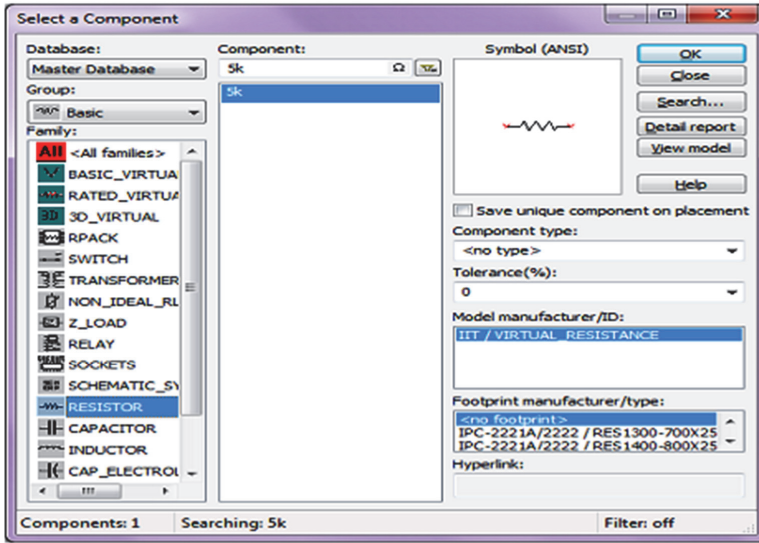 Select a Component
Database:
Master Database
Group:
Basic
Family:
All <All families>
BASIC_VIRTUA
RATED_VIRTUA
3D 3D_VIRTUAL
RPACK
SWITCH
TRANSFORMER
NON_IDEAL_RL
Z_LOAD
RELAY
SOCKETS
SCHEMATIC_SY
RESISTOR
CAPACITOR
INDUCTOR
CAP_ELECTROL
Component:
5k Ω
5k
Symbol (ANSI)
OK
Close
Search...
Detail report
View model
Help
Save unique component on placement
Component type:
<no type>
Tolerance(%):
0
Model manufacturer/ID:
IIT / VIRTUAL_RESISTANCE
Footprint manufacturer/type:
<no footprint>
IPC-2221A/2222 / RES1300-700X25
IPC-2221A/2222 / RES1400-800X25
Hyperlink:
Components: 1
Searching: 5k
Filter: off